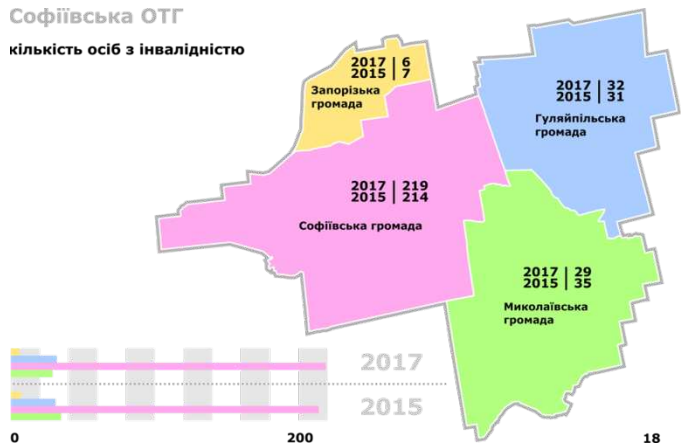 Софіївська ОТГ
кількість осіб з інвалідністю
2017 | 6
2015 | 7
Запорізька
громада
2017 | 32
2015 | 31
Гуляйпільська
громада
2017 | 219
2015 | 214
Софіївська громада
2017 | 29
2015 | 35
Миколаївська
громада
2017
2015
0 200 18